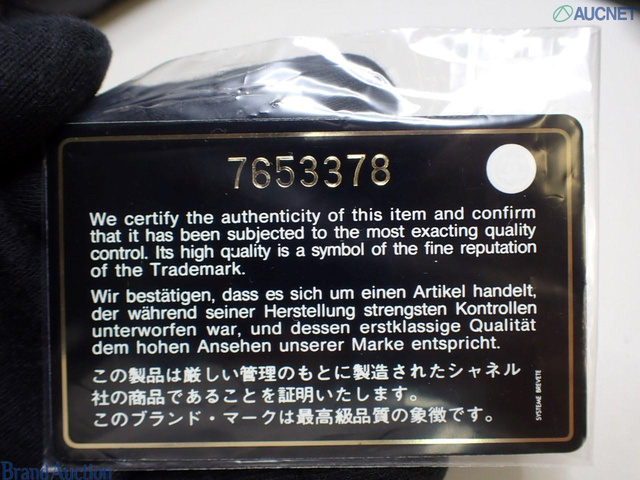 AUCNET
7653378
We certify the authenticity of this item and confirm
that it has been subjected to the most exacting quality
control. Its high quality is a symbol of the fine reputation
of the Trademark.
Wir bestätigen, dass es sich um einen Artikel handelt,
der während seiner Herstellung strengsten Kontrollen
unterworfen war, und dessen erstklassige Qualität
dem hohen Ansehen unserer Marke entspricht.
この製品は厳しい管理のもとに製造されたシャネル
社の商品であることを証明いたします。
このブランド・マークは最高級品質の象徴です。
SYSTEME BREVETE
Brand Auction